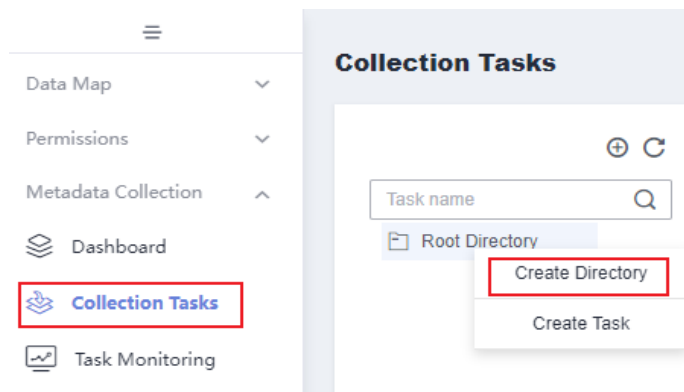 Data Map
Permissions
Metadata Collection
Dashboard
Collection Tasks
Task Monitoring
Collection Tasks
Task name
Root Directory
Create Directory
Create Task